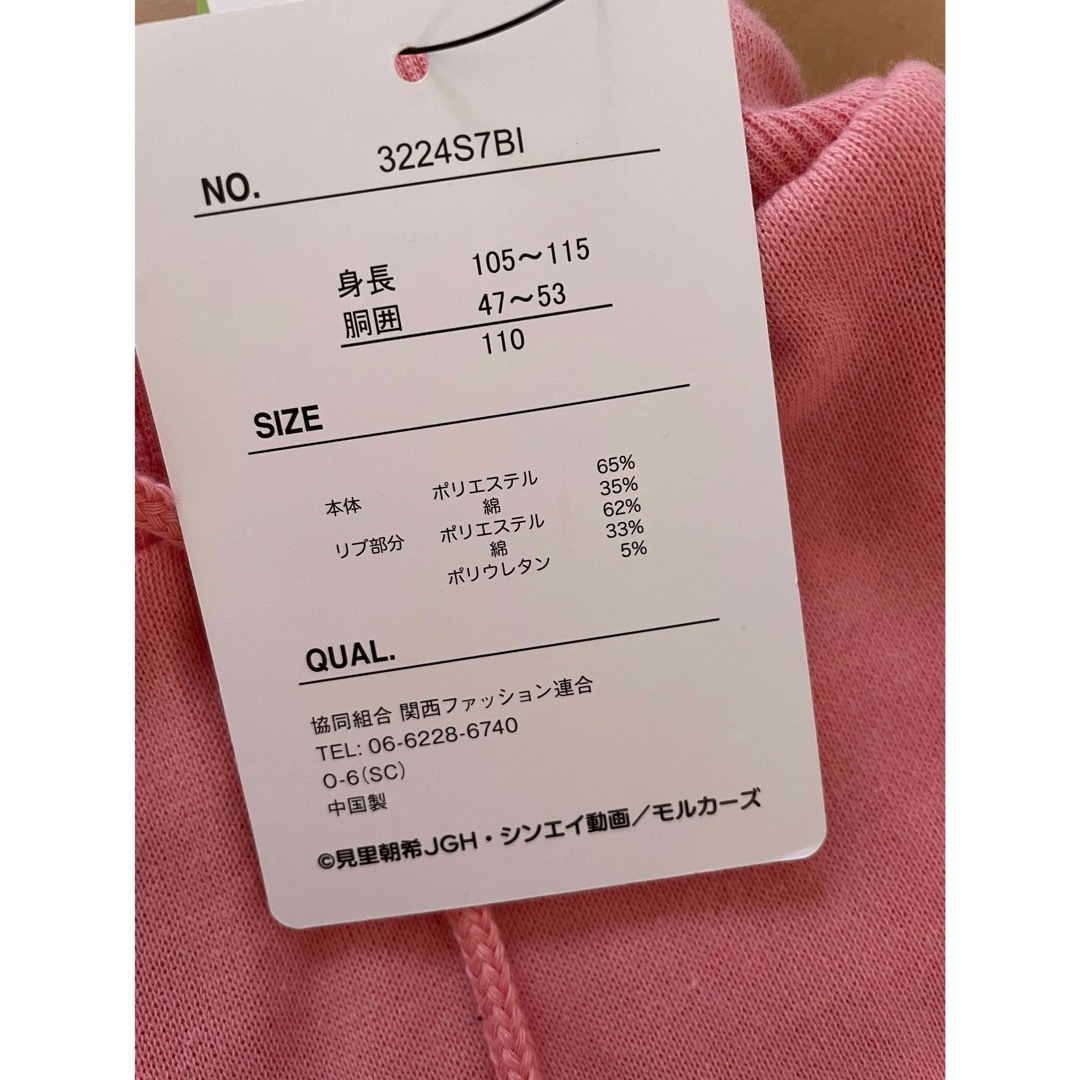 NO. 3224S7BI
身長 105～115
胴囲 47～53
110
SIZE
本体 ポリエステル 65%
綿 35%
リブ部分 ポリエステル 62%
綿 33%
ポリウレタン 5%
QUAL.
協同組合 関西ファッション連合
TEL: 06-6228-6740
O-6(SC)
中国製
©見里朝希JGH・シンエイ動画／モルカーズ